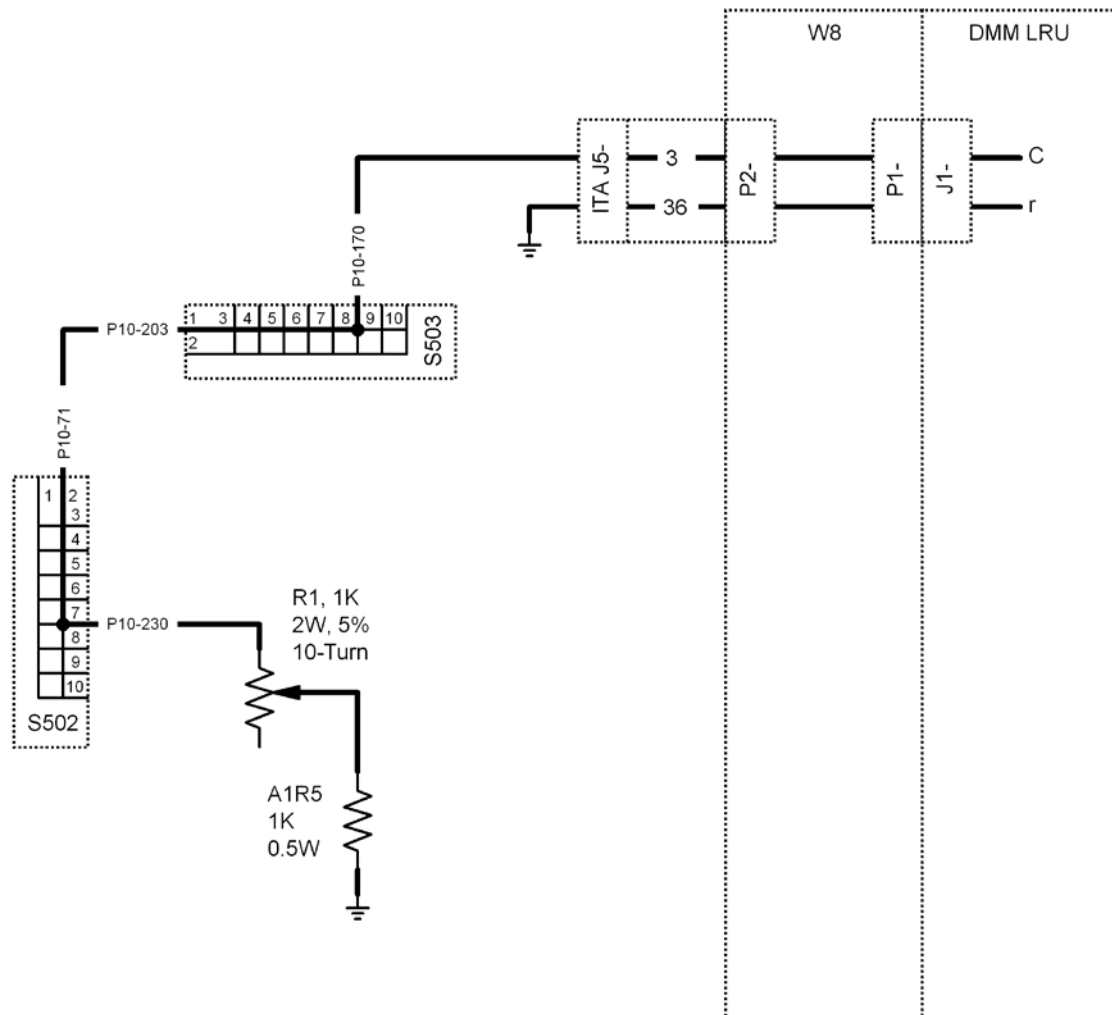 W8
DMM LRU
ITA J5-
3
36
P2-
P1-
J1-
C
r
P10-170
P10-203
1 3 4 5 6 7 8 9 10
2
S503
P10-71
1 2
3
4
5
6
7
8
9
10
S502
P10-230
R1, 1K
2W, 5%
10-Turn
A1R5
1K
0.5W